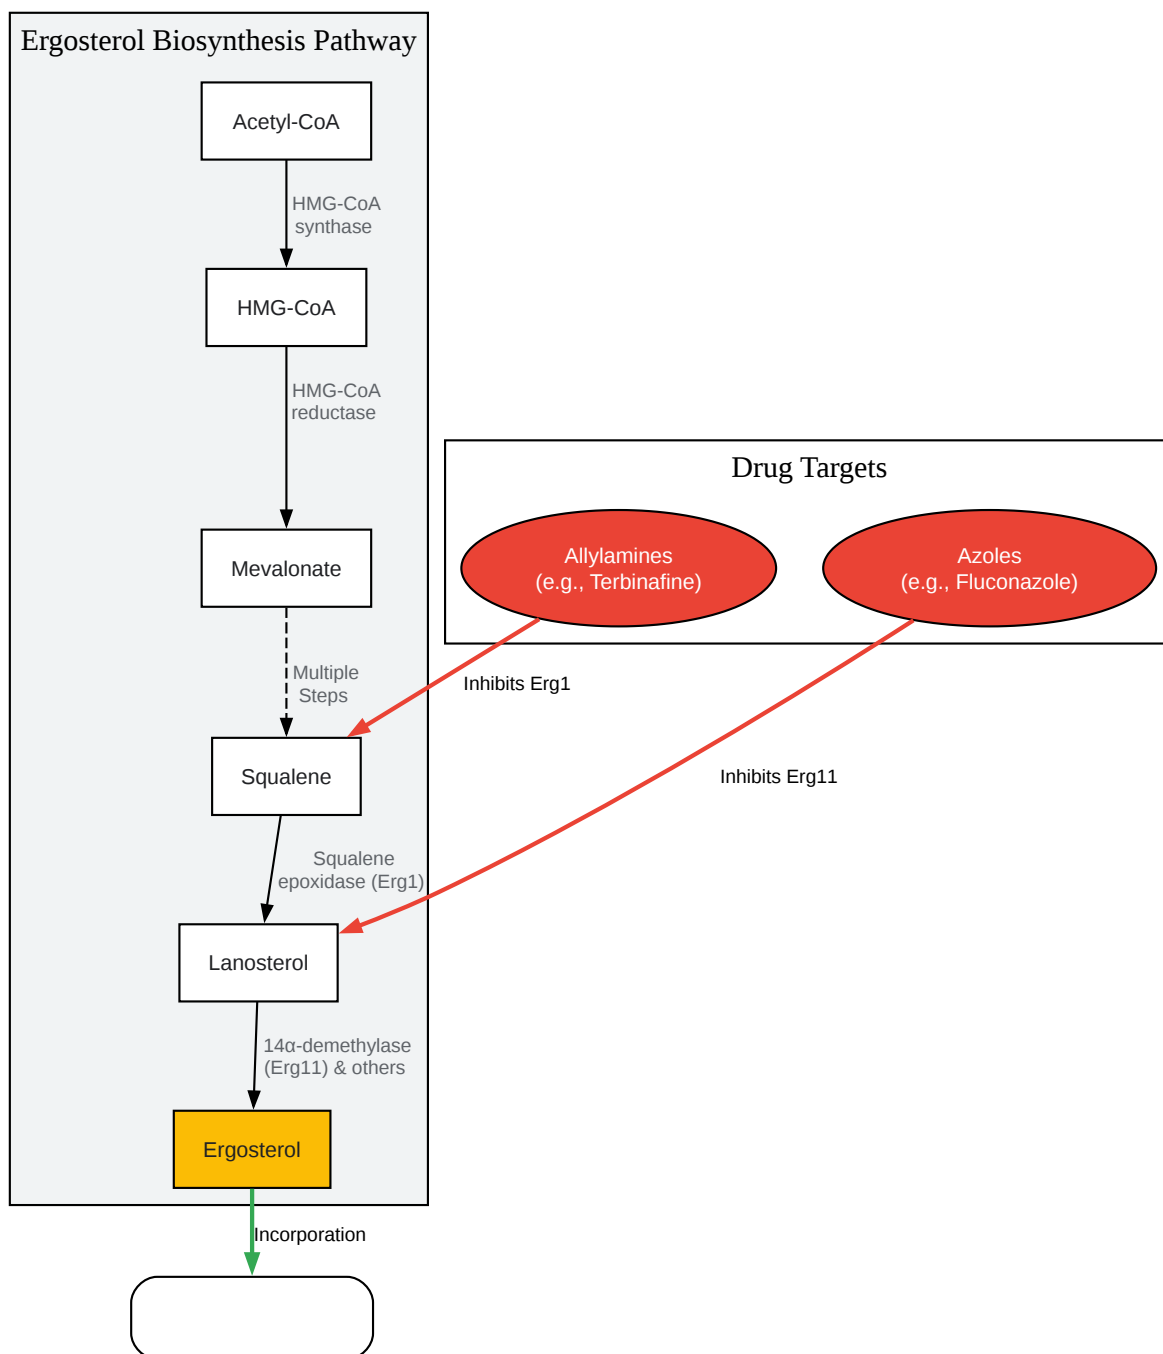 Ergosterol Biosynthesis Pathway
Acetyl-CoA
HMG-CoA
synthase
HMG-CoA
HMG-CoA
reductase
Drug Targets
Allylamines
(e.g., Terbinafine)
Azoles
(e.g., Fluconazole)
Mevalonate
Multiple
Steps
Inhibits Erg1
Squalene
Inhibits Erg11
Squalene
epoxidase (Erg1)
Lanosterol
14α-demethylase
(Erg11) & others
Ergosterol
Incorporation